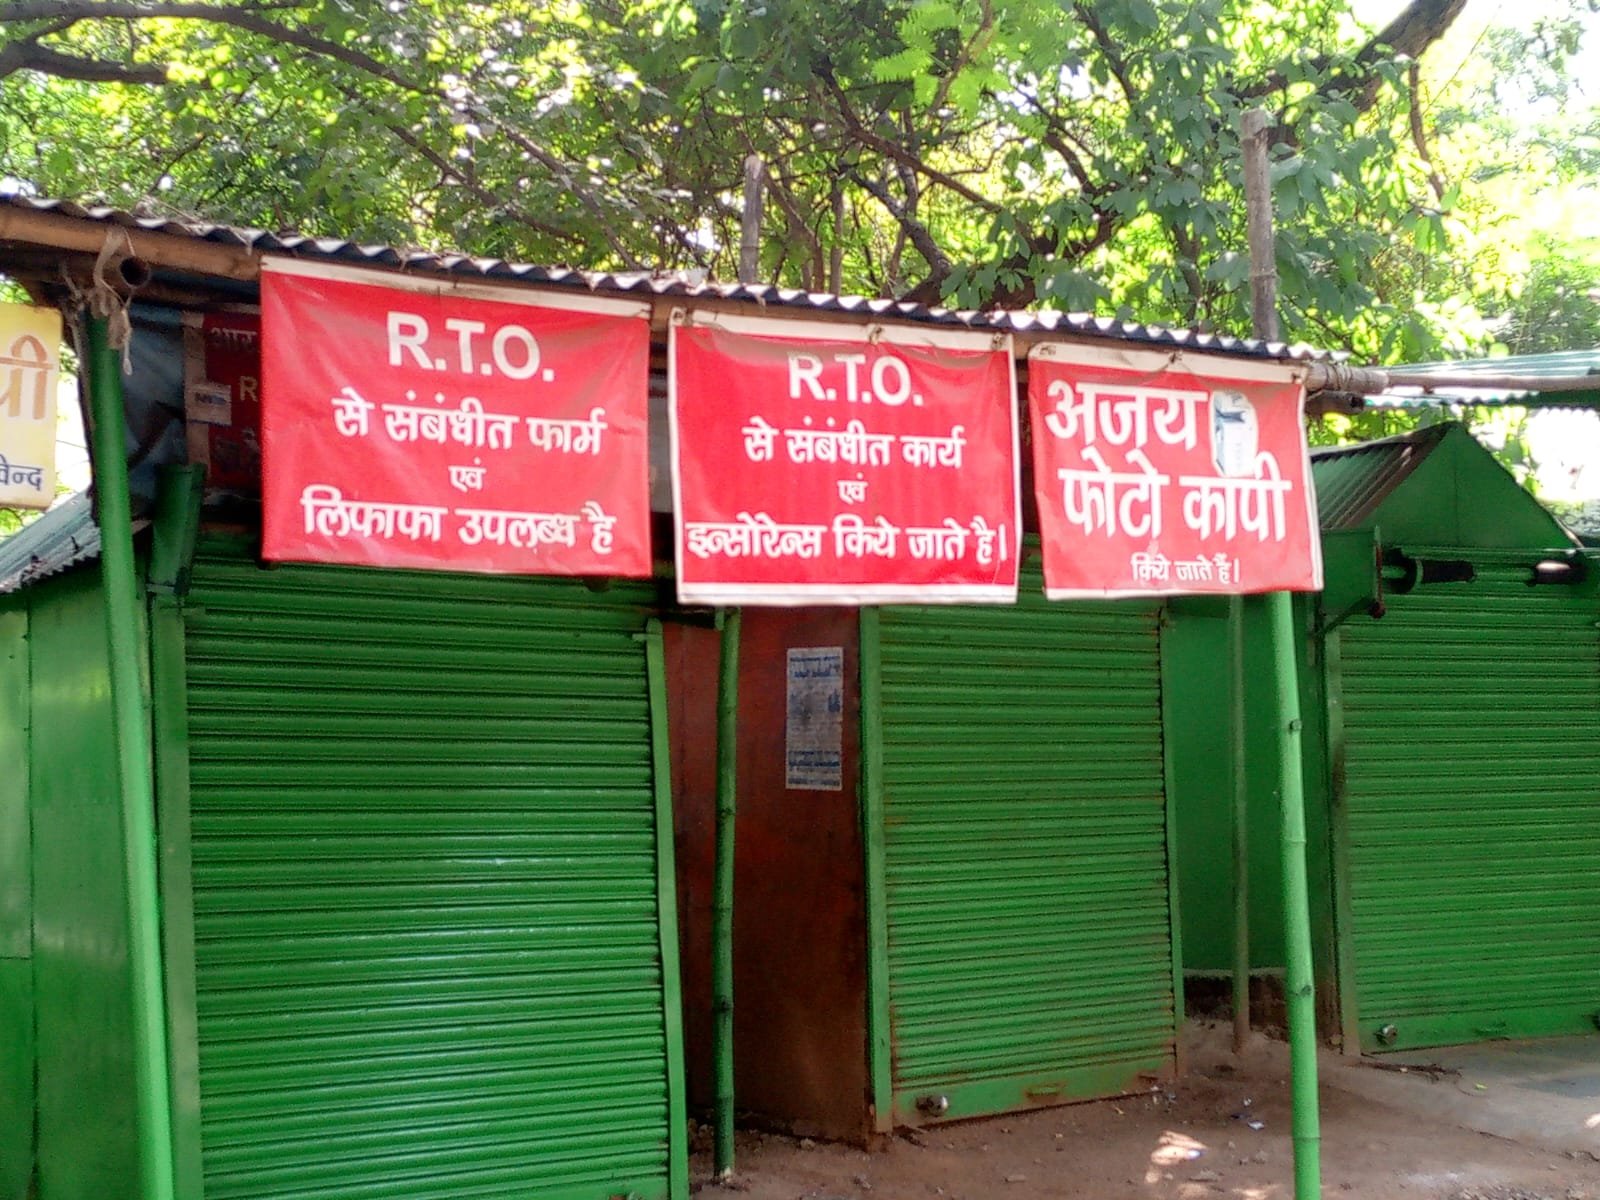 R.T.O.
से संबंधीत फार्म
एवं
लिफाफा उपलब्ध है
R.T.O.
से संबंधीत कार्य
एवं
इन्सोरेन्स किये जाते है।
अजय
फोटो कापी
किये जाते हैं।